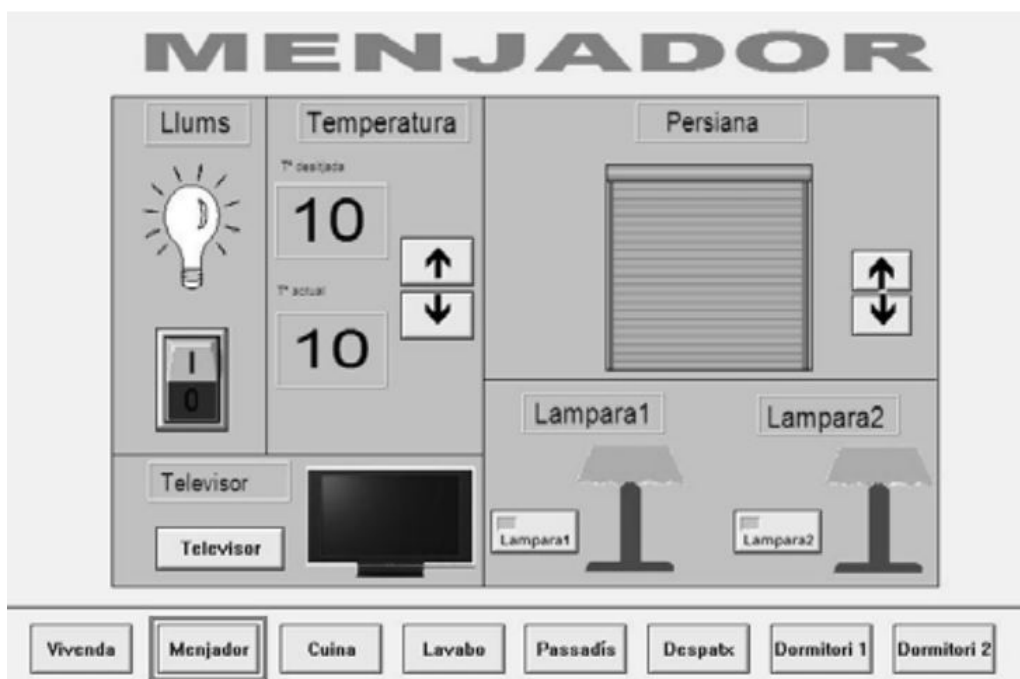 MENJADOR
Llums
Temperatura
Persiana
Tª desitjada
10
Tª actual
10
I
0
Lampara1
Lampara2
Televisor
Televisor
Lampara1
Lampara2
Vivenda
Menjador
Cuina
Lavabo
Passadís
Despatx
Dormitori 1
Dormitori 2